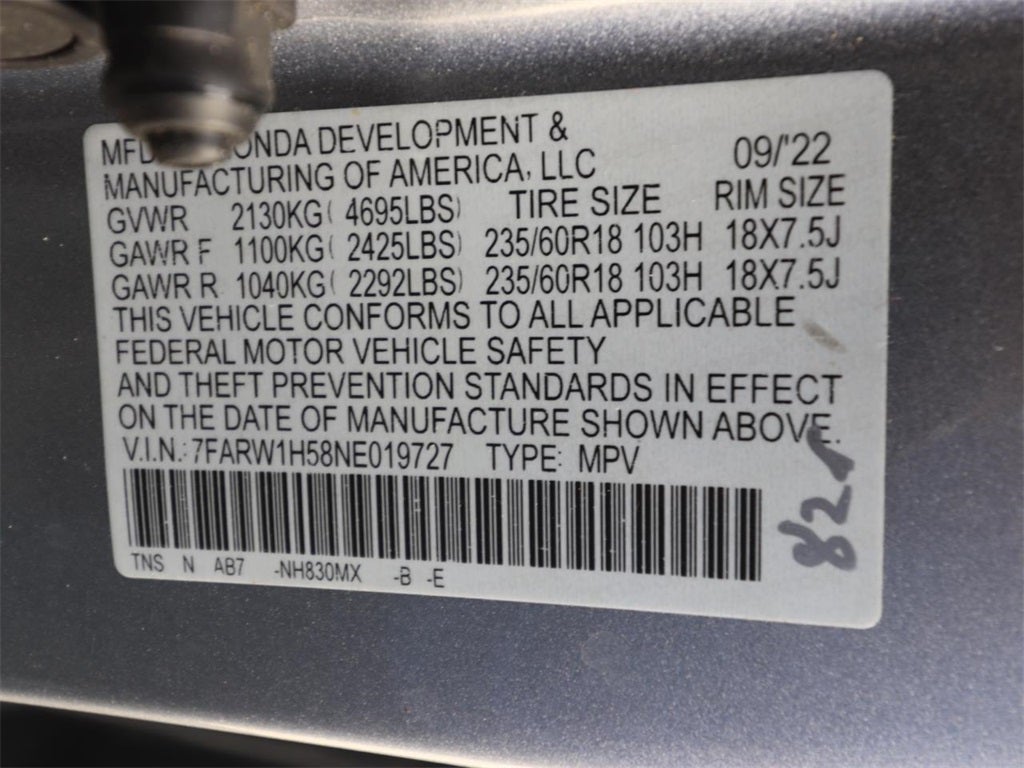 DEVELOPMENT &
MANUFACTURING OF AMERICA, LLC 09/'22
GVWR 2130KG( 4695LBS) TIRE SIZE RIM SIZE
GAWR F 1100KG( 2425LBS) 235/60R18 103H 18X7.5J
GAWR R 1040KG( 2292LBS) 235/60R18 103H 18X7.5J
THIS VEHICLE CONFORMS TO ALL APPLICABLE
FEDERAL MOTOR VEHICLE SAFETY
AND THEFT PREVENTION STANDARDS IN EFFECT
ON THE DATE OF MANUFACTURE SHOWN ABOVE.
V.I.N.: 7FARW1H58NE019727 TYPE: MPV
TNS N AB7 -NH830MX -B -E